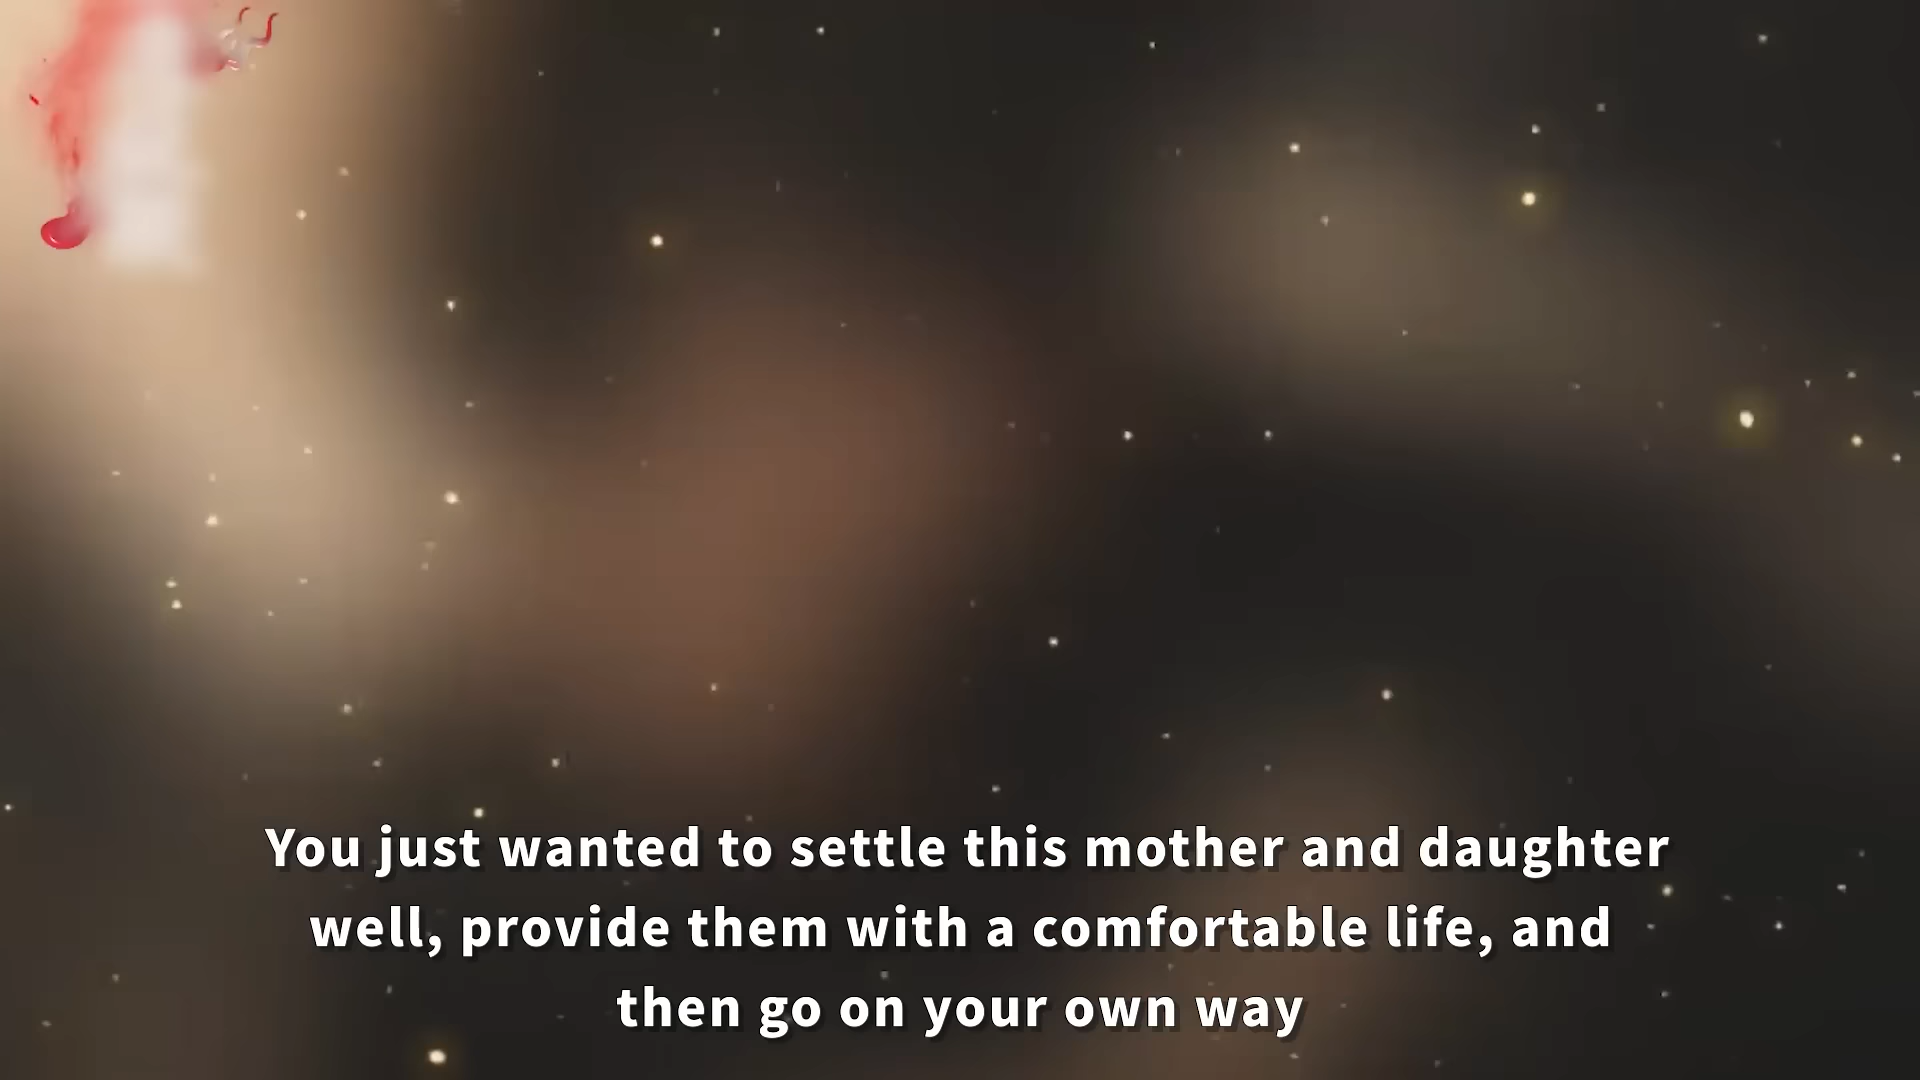 You just wanted to settle this mother and daughter
well, provide them with a comfortable life, and
then go on your own way